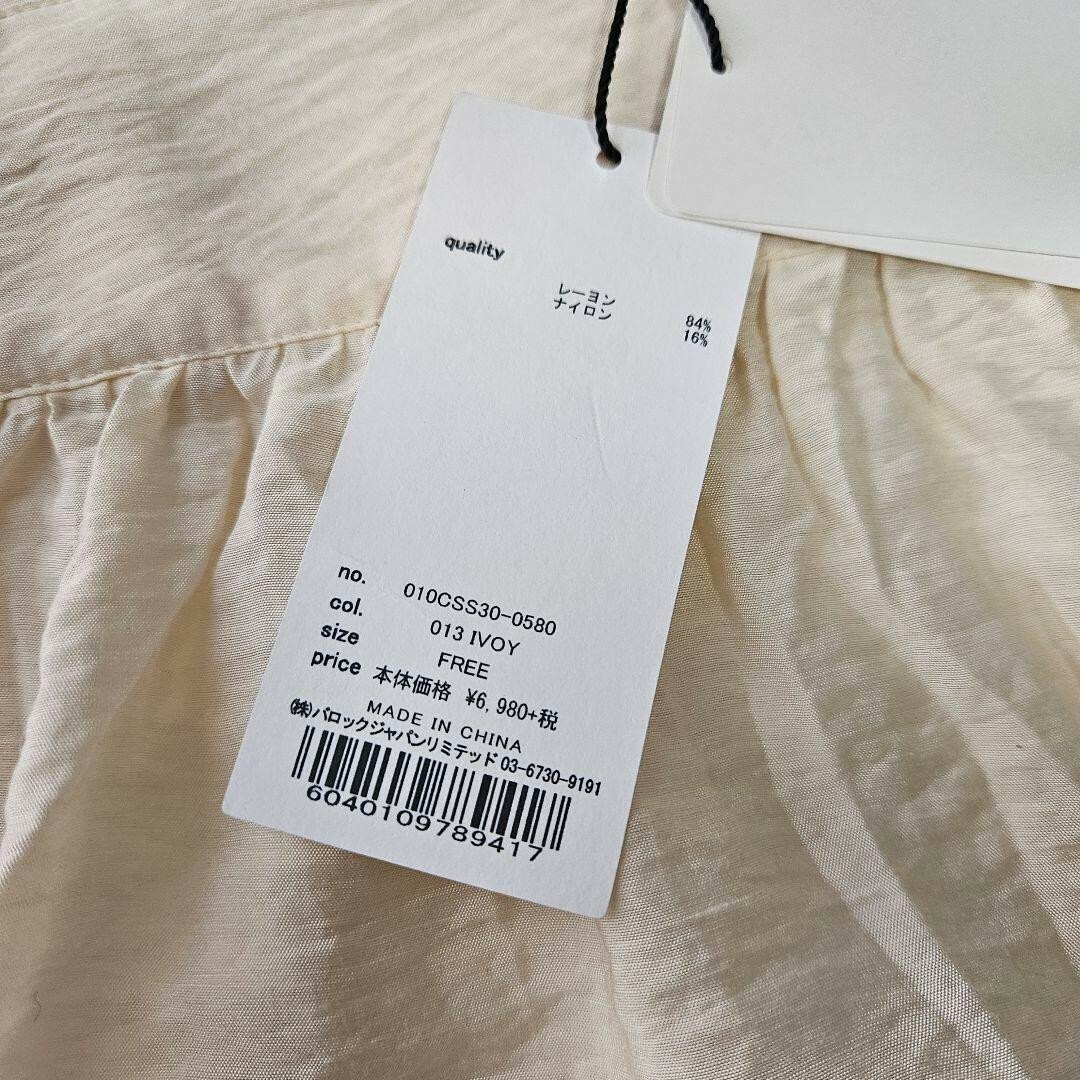 quality
レーヨン 84%
ナイロン 16%
no. 010CSS30-0580
col. 013 IVOY
size FREE
price 本体価格 ¥6,980+税
MADE IN CHINA
㈱バロックジャパンリミテッド 03-6730-9191
6040109789417